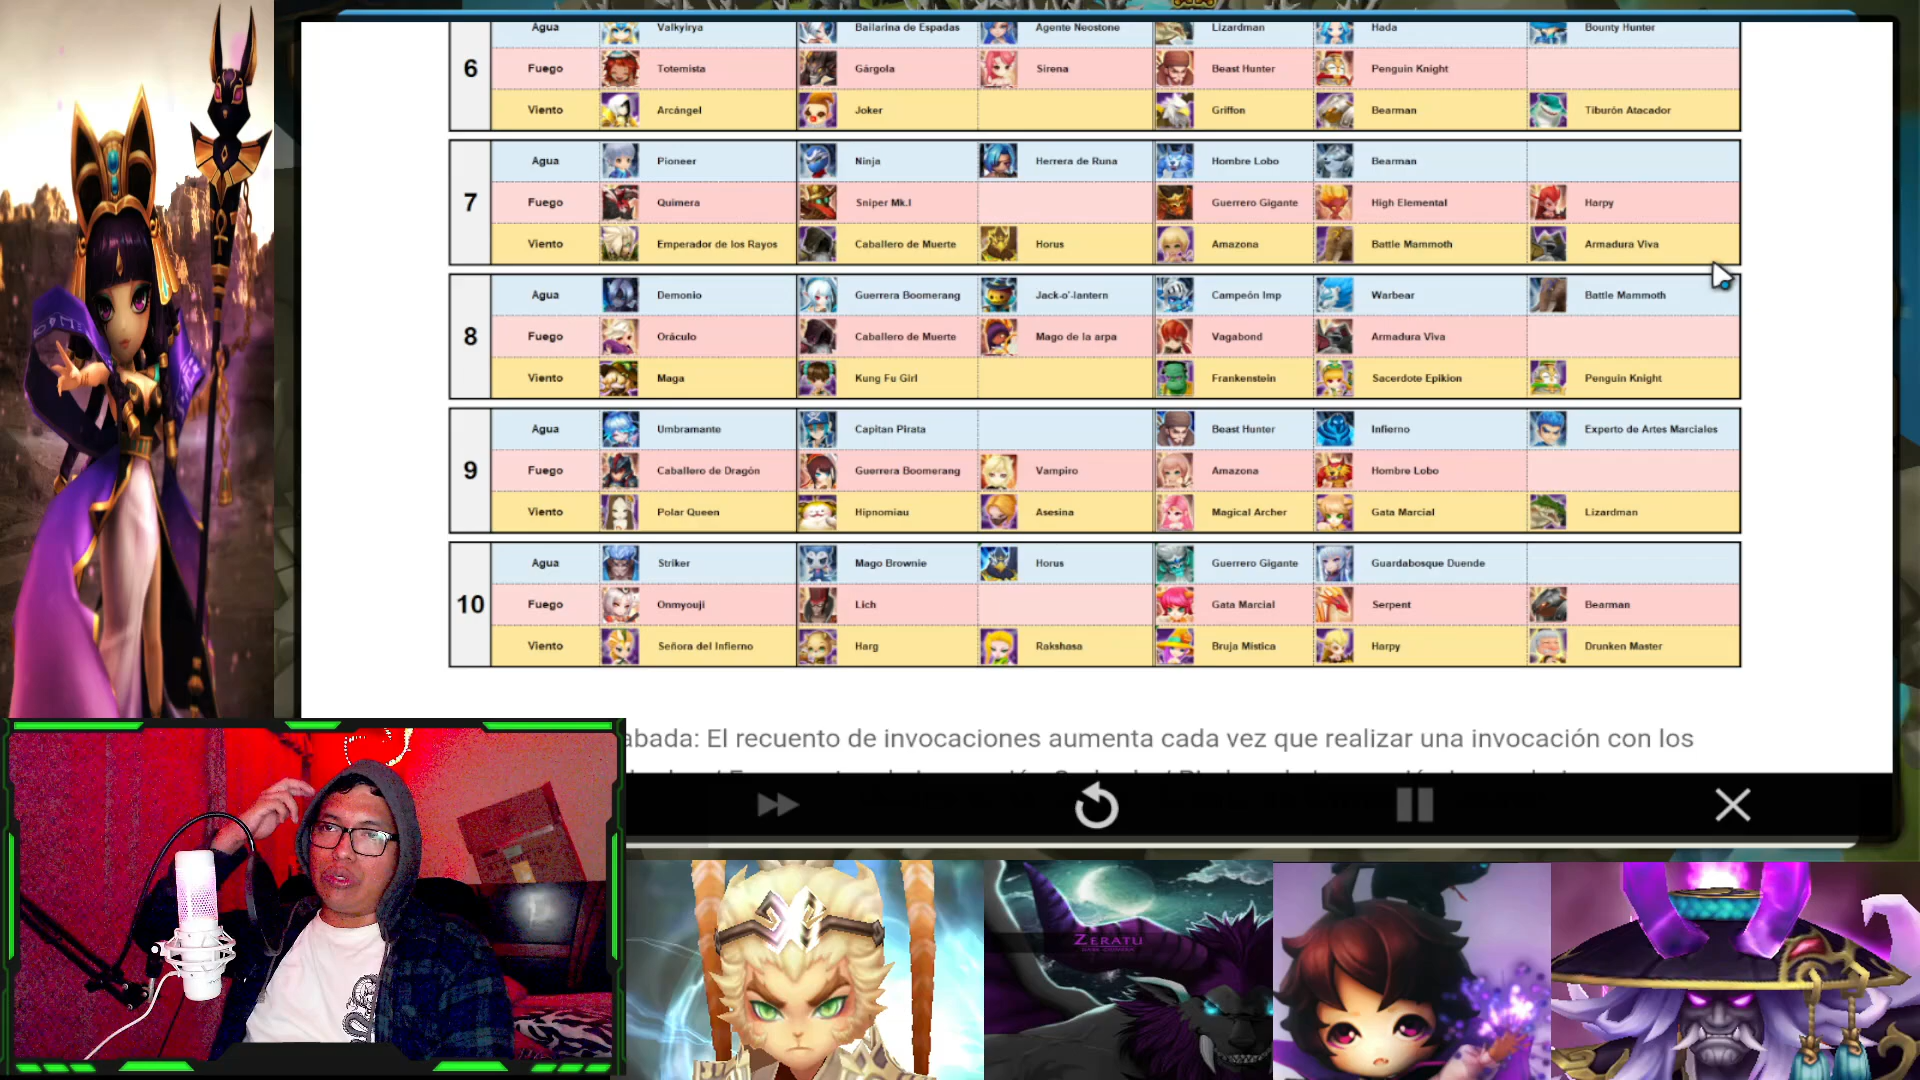 Agua Valkyirya Bailarina de Espadas Agente Neostone Lizardman Hada Bounty Hunter
6 Fuego Totemista Gárgola Sirena Beast Hunter Penguin Knight
Viento Arcángel Joker Griffon Bearman Tiburón Atacador
Agua Pioneer Ninja Herrera de Runa Hombre Lobo Bearman
7 Fuego Quimera Sniper Mk.I Guerrero Gigante High Elemental Harpy
Viento Emperador de los Rayos Caballero de Muerte Horus Amazona Battle Mammoth Armadura Viva
Agua Demonio Guerrera Boomerang Jack-o'-lantern Campeón Imp Warbear Battle Mammoth
8 Fuego Oráculo Caballero de Muerte Mago de la arpa Vagabond Armadura Viva
Viento Maga Kung Fu Girl Frankenstein Sacerdote Epikion Penguin Knight
Agua Umbramante Capitan Pirata Beast Hunter Infierno Experto de Artes Marciales
9 Fuego Caballero de Dragón Guerrera Boomerang Vampiro Amazona Hombre Lobo
Viento Polar Queen Hipnomiau Asesina Magical Archer Gata Marcial Lizardman
Agua Striker Mago Brownie Horus Guerrero Gigante Guardabosque Duende
10 Fuego Onmyouji Lich Gata Marcial Serpent Bearman
Viento Señora del Infierno Harg Rakshasa Bruja Mística Harpy Drunken Master
abada: El recuento de invocaciones aumenta cada vez que realizar una invocación con los
ZERATU